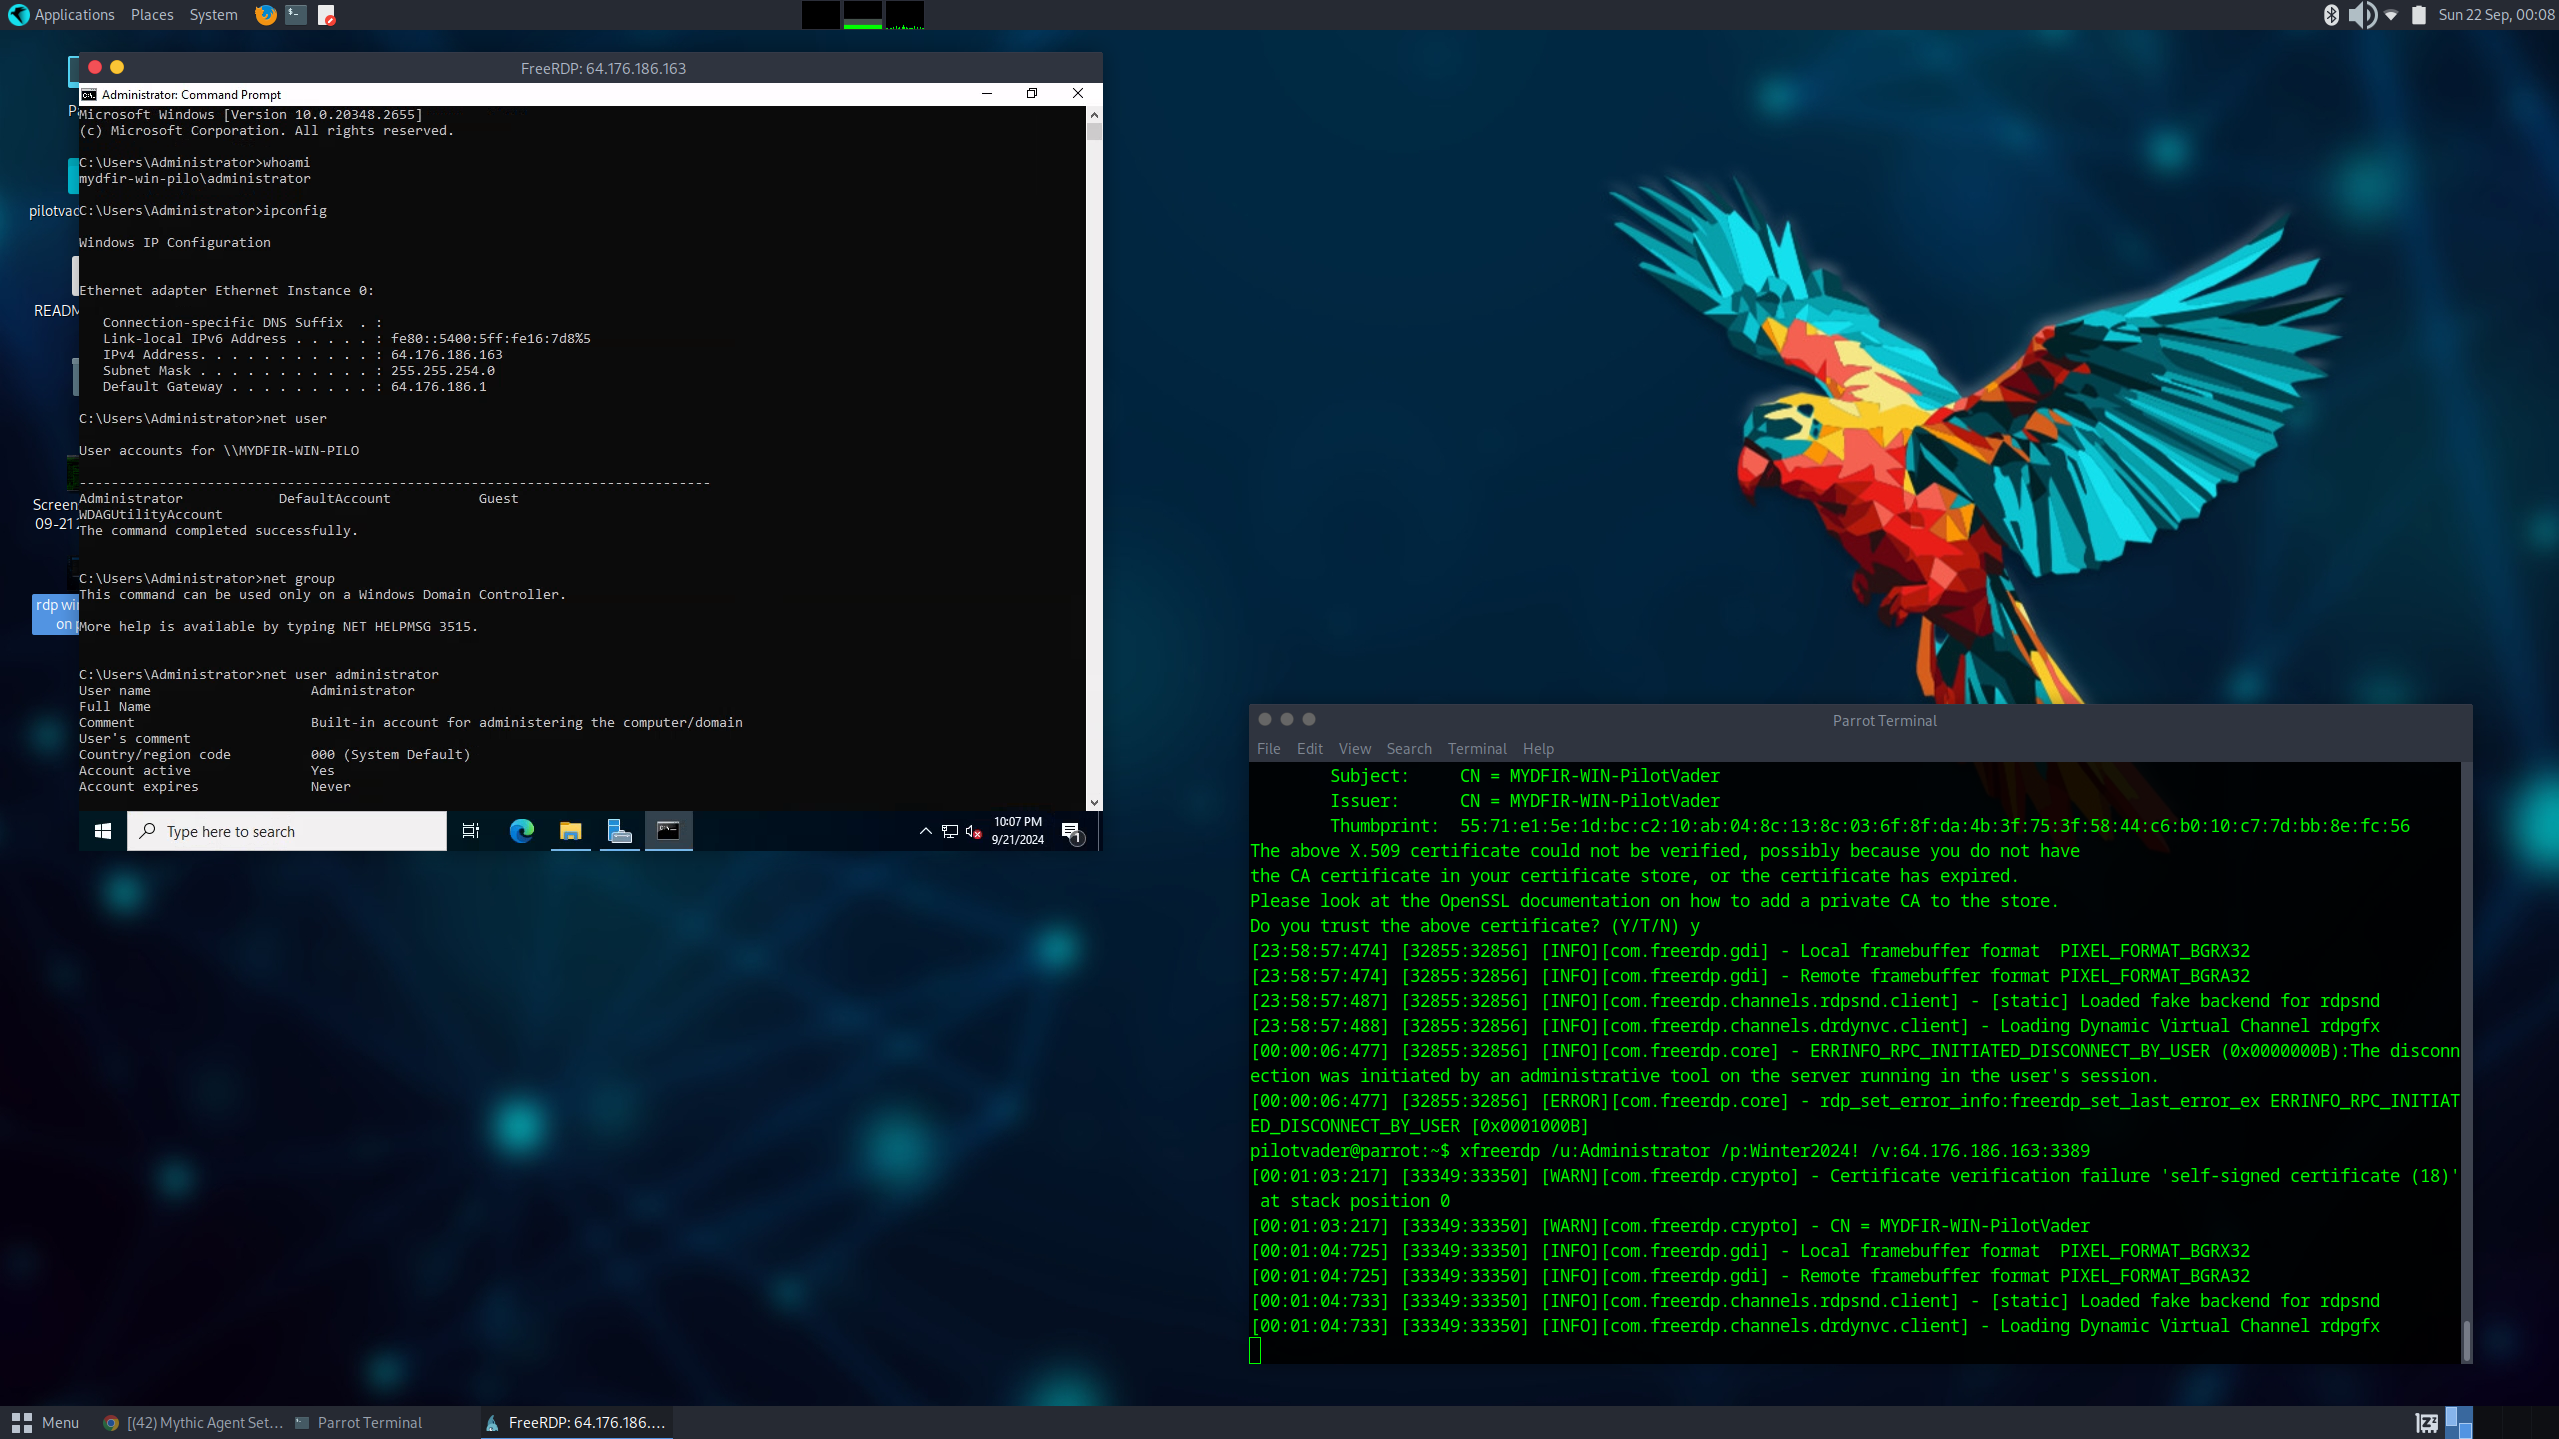 Applications Places System
Sun 22 Sep, 00:08
FreeRDP: 64.176.186.163
Administrator: Command Prompt
Microsoft Windows [Version 10.0.20348.2655]
(c) Microsoft Corporation. All rights reserved.
C:\Users\Administrator>whoami
mydfir-win-pilo\administrator
C:\Users\Administrator>ipconfig
Windows IP Configuration
Ethernet adapter Ethernet Instance 0:
Connection-specific DNS Suffix . :
Link-local IPv6 Address . . . . . : fe80::5400:5ff:fe16:7d8%5
IPv4 Address. . . . . . . . . . . : 64.176.186.163
Subnet Mask . . . . . . . . . . . : 255.255.254.0
Default Gateway . . . . . . . . . : 64.176.186.1
C:\Users\Administrator>net user
User accounts for \\MYDFIR-WIN-PILO
-------------------------------------------------------------------------------
Administrator DefaultAccount Guest
WDAGUtilityAccount
The command completed successfully.
C:\Users\Administrator>net group
This command can be used only on a Windows Domain Controller.
More help is available by typing NET HELPMSG 3515.
C:\Users\Administrator>net user administrator
User name Administrator
Full Name
Comment Built-in account for administering the computer/domain
User's comment
Country/region code 000 (System Default)
Account active Yes
Account expires Never
Type here to search
10:07 PM
9/21/2024
1
pilotvac
READM
Screen
09-21
rdp wi
on
Parrot Terminal
File Edit View Search Terminal Help
Subject: CN = MYDFIR-WIN-PilotVader
Issuer: CN = MYDFIR-WIN-PilotVader
Thumbprint: 55:71:e1:5e:1d:bc:c2:10:ab:04:8c:13:8c:03:6f:8f:da:4b:3f:75:3f:58:44:c6:b0:10:c7:7d:bb:8e:fc:56
The above X.509 certificate could not be verified, possibly because you do not have
the CA certificate in your certificate store, or the certificate has expired.
Please look at the OpenSSL documentation on how to add a private CA to the store.
Do you trust the above certificate? (Y/T/N) y
[23:58:57:474] [32855:32856] [INFO][com.freerdp.gdi] - Local framebuffer format PIXEL_FORMAT_BGRX32
[23:58:57:474] [32855:32856] [INFO][com.freerdp.gdi] - Remote framebuffer format PIXEL_FORMAT_BGRA32
[23:58:57:487] [32855:32856] [INFO][com.freerdp.channels.rdpsnd.client] - [static] Loaded fake backend for rdpsnd
[23:58:57:488] [32855:32856] [INFO][com.freerdp.channels.drdynvc.client] - Loading Dynamic Virtual Channel rdpgfx
[00:00:06:477] [32855:32856] [INFO][com.freerdp.core] - ERRINFO_RPC_INITIATED_DISCONNECT_BY_USER (0x0000000B):The disconn
ection was initiated by an administrative tool on the server running in the user's session.
[00:00:06:477] [32855:32856] [ERROR][com.freerdp.core] - rdp_set_error_info:freerdp_set_last_error_ex ERRINFO_RPC_INITIAT
ED_DISCONNECT_BY_USER [0x0001000B]
pilotvader@parrot:~$ xfreerdp /u:Administrator /p:Winter2024! /v:64.176.186.163:3389
[00:01:03:217] [33349:33350] [WARN][com.freerdp.crypto] - Certificate verification failure 'self-signed certificate (18)'
at stack position 0
[00:01:03:217] [33349:33350] [WARN][com.freerdp.crypto] - CN = MYDFIR-WIN-PilotVader
[00:01:04:725] [33349:33350] [INFO][com.freerdp.gdi] - Local framebuffer format PIXEL_FORMAT_BGRX32
[00:01:04:725] [33349:33350] [INFO][com.freerdp.gdi] - Remote framebuffer format PIXEL_FORMAT_BGRA32
[00:01:04:733] [33349:33350] [INFO][com.freerdp.channels.rdpsnd.client] - [static] Loaded fake backend for rdpsnd
[00:01:04:733] [33349:33350] [INFO][com.freerdp.channels.drdynvc.client] - Loading Dynamic Virtual Channel rdpgfx
Menu [(42) Mythic Agent Set... Parrot Terminal FreeRDP: 64.176.186....